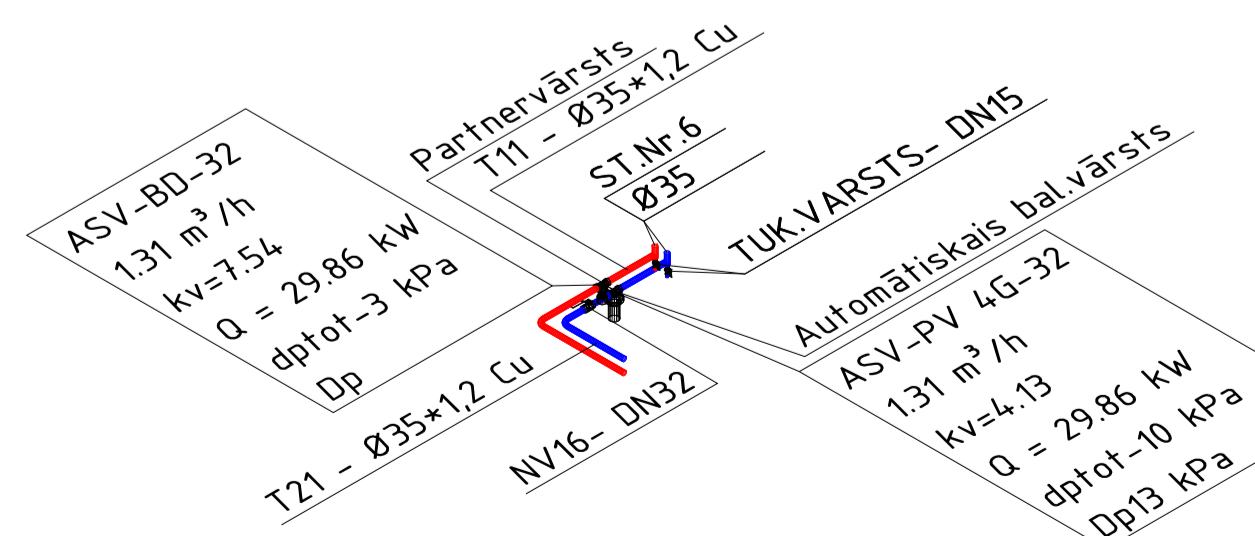 Partnervārsts
T11 - Ø35*1,2 Cu
ST.Nr.6
Ø35
TUK.VARSTS- DN15
ASV-BD-32
1.31 m³/h
kv=7.54
Q = 29.86 kW
dptot-3 kPa
Dp
Automātiskais bal.vārsts
ASV-PV 4G-32
1.31 m³/h
kv=4.13
Q = 29.86 kW
dptot-10 kPa
Dp13 kPa
T21 - Ø35*1,2 Cu
NV16- DN32